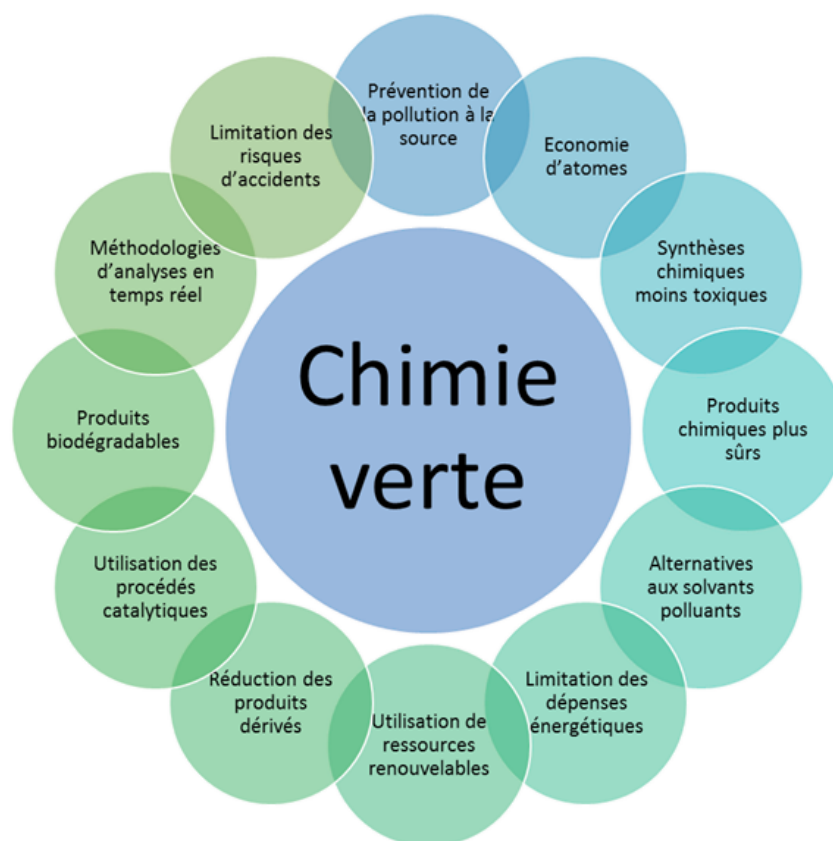 Prévention de
la pollution à la
source
Economie
d'atomes
Synthèses
chimiques
moins toxiques
Produits
chimiques plus
sûrs
Alternatives
aux solvants
polluants
Limitation des
dépenses
énergétiques
Utilisation de
ressources
renouvelables
Réduction des
produits
dérivés
Utilisation des
procédés
catalytiques
Produits
biodégradables
Méthodologies
d'analyses en
temps réel
Limitation des
risques
d'accidents
Chimie
verte